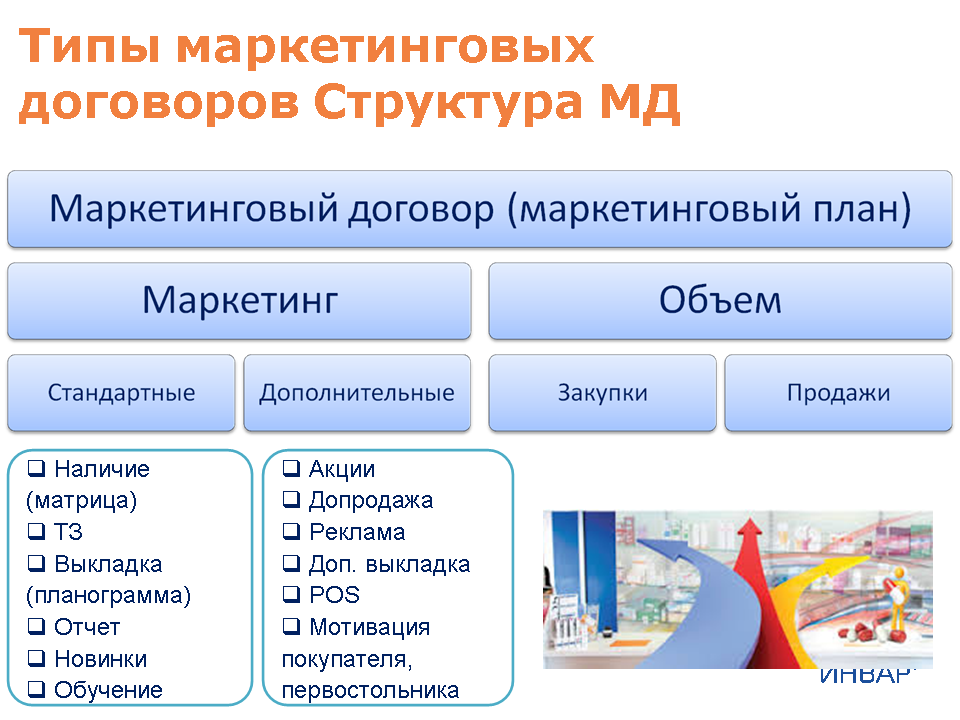 Типы маркетинговых
договоров Структура МД
Маркетинговый договор (маркетинговый план)
Маркетинг
Объем
Стандартные
Дополнительные
Закупки
Продажи
❑ Наличие
(матрица)
❑ ТЗ
❑ Выкладка
(планограмма)
❑ Отчет
❑ Новинки
❑ Обучение
❑ Акции
❑ Допродажа
❑ Реклама
❑ Доп. выкладка
❑ POS
❑ Мотивация
покупателя,
первостольника